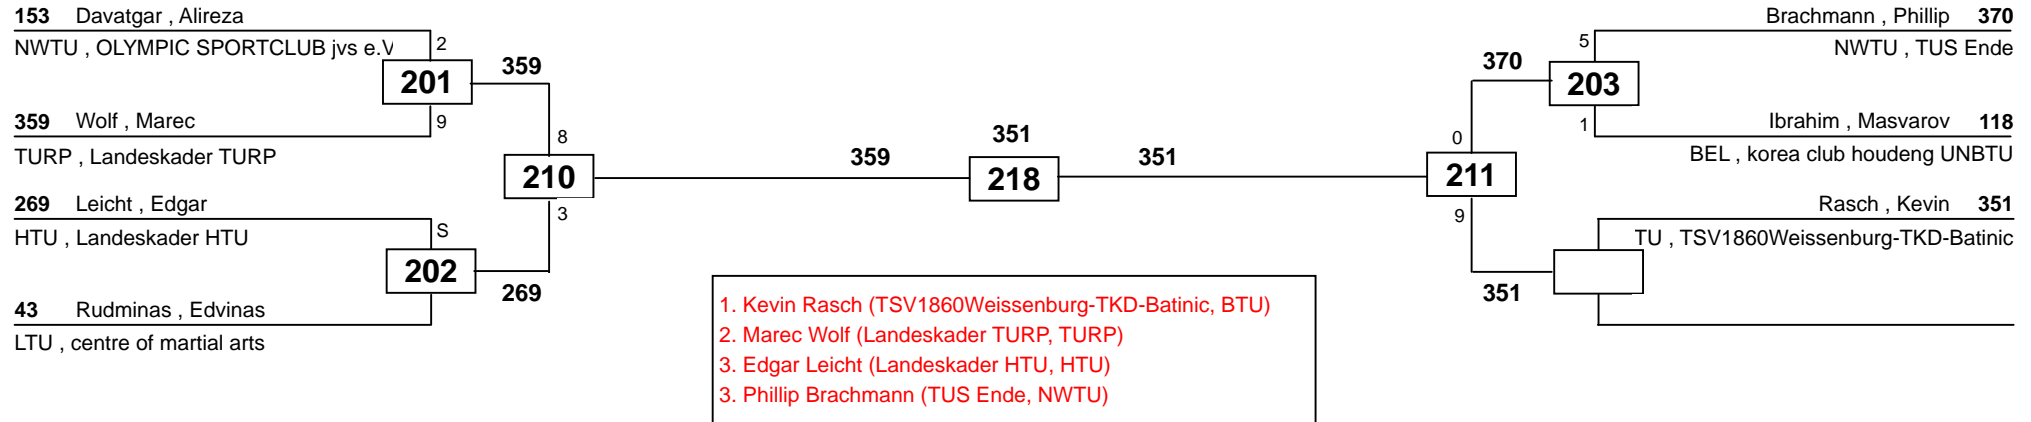 153 Davatgar , Alireza
NWTU , OLYMPIC SPORTCLUB jvs e.V
2
201
359
9
359 Wolf , Marec
TURP , Landeskader TURP
8
210
3
269 Leicht , Edgar
HTU , Landeskader HTU
S
202
269
43 Rudminas , Edvinas
LTU , centre of martial arts
359
351
218
351
Brachmann , Phillip 370
NWTU , TUS Ende
5
370
203
1
Ibrahim , Masvarov 118
BEL , korea club houdeng UNBTU
0
211
9
Rasch , Kevin 351
TU , TSV1860Weissenburg-TKD-Batinic
351
1. Kevin Rasch (TSV1860Weissenburg-TKD-Batinic, BTU)
2. Marec Wolf (Landeskader TURP, TURP)
3. Edgar Leicht (Landeskader HTU, HTU)
3. Phillip Brachmann (TUS Ende, NWTU)